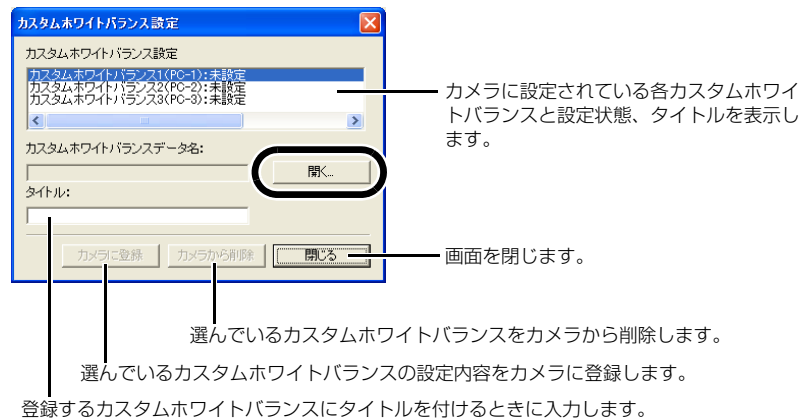 カスタムホワイトバランス設定
カスタムホワイトバランス設定
カスタムホワイトバランス1(PC-1):未設定
カスタムホワイトバランス2(PC-2):未設定
カスタムホワイトバランス3(PC-3):未設定
カスタムホワイトバランスデータ名:
開く...
タイトル:
カメラに登録
カメラから削除
閉じる
カメラに設定されている各カスタムホワイ
トバランスと設定状態、タイトルを表示し
ます。
画面を閉じます。
選んでいるカスタムホワイトバランスをカメラから削除します。
選んでいるカスタムホワイトバランスの設定内容をカメラに登録します。
登録するカスタムホワイトバランスにタイトルを付けるときに入力します。